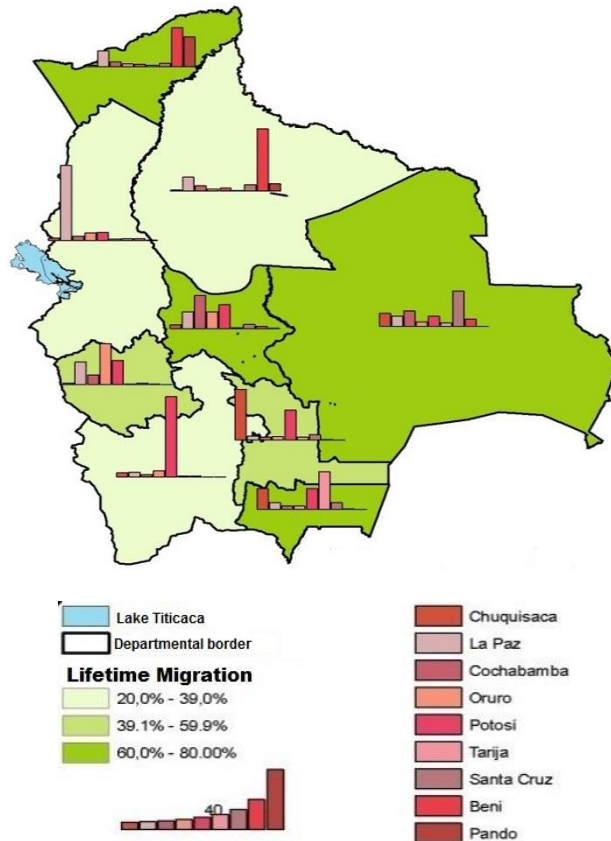 Lake Titicaca
Departmental border
Lifetime Migration
20,0% - 39,0%
39.1% - 59.9%
60,0% - 80.00%
40
Chuquisaca
La Paz
Cochabamba
Oruro
Potosí
Tarija
Santa Cruz
Beni
Pando